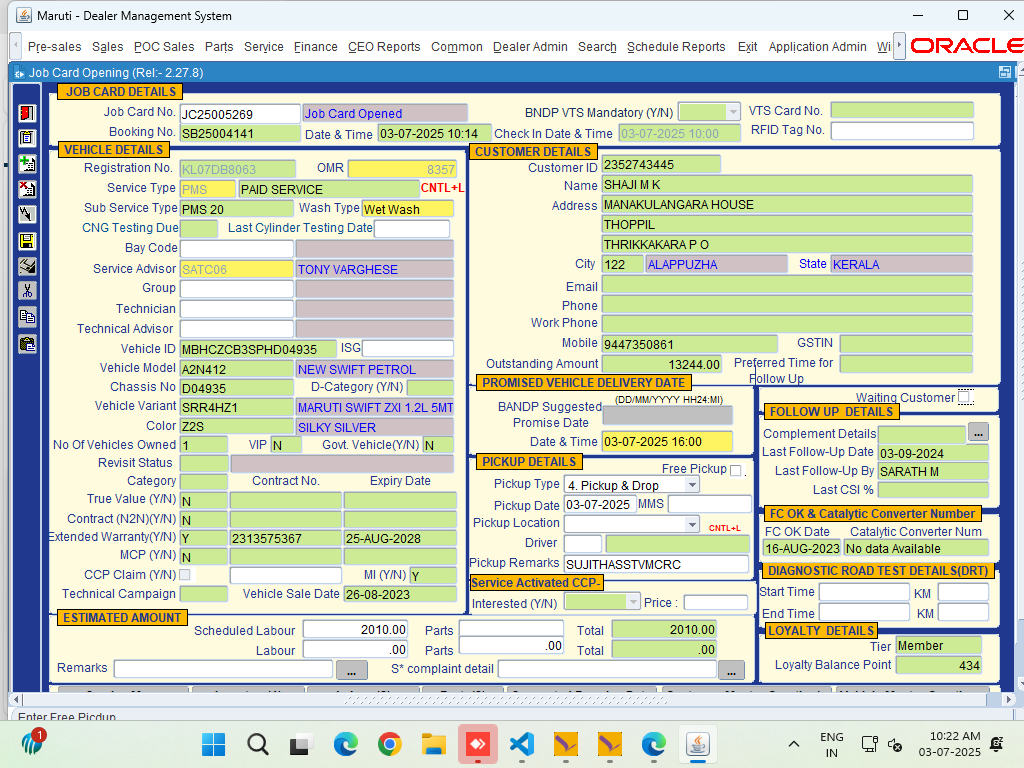 Maruti - Dealer Management System
Pre-sales Sales POC Sales Parts Service Finance CEO Reports Common Dealer Admin Search Schedule Reports Exit Application Admin Wi ORACLE
Job Card Opening (Rel:- 2.27.8)
JOB CARD DETAILS
Job Card No. JC25005269 Job Card Opened BNDP VTS Mandatory (Y/N) VTS Card No.
Booking No. SB25004141 Date & Time 03-07-2025 10:14 Check In Date & Time 03-07-2025 10:00 RFID Tag No.
VEHICLE DETAILS
Registration No. KL07DB8063 OMR 8357
Service Type PMS PAID SERVICE CNTL+L
Sub Service Type PMS 20 Wash Type Wet Wash
CNG Testing Due Last Cylinder Testing Date
Bay Code
Service Advisor SATC06 TONY VARGHESE
Group
Technician
Technical Advisor
Vehicle ID MBHCZCB3SPHD04935 ISG
Vehicle Model A2N412 NEW SWIFT PETROL
Chassis No D04935 D-Category (Y/N)
Vehicle Variant SRR4HZ1 MARUTI SWIFT ZXI 1.2L 5MT
Color Z2S SILKY SILVER
No Of Vehicles Owned 1 VIP N Govt. Vehicle(Y/N) N
Revisit Status
Category Contract No. Expiry Date
True Value (Y/N) N
Contract (N2N)(Y/N) N
Extended Warranty(Y/N) Y 2313575367 25-AUG-2028
MCP (Y/N) N
CCP Claim (Y/N) MI (Y/N) Y
Technical Campaign Vehicle Sale Date 26-08-2023
CUSTOMER DETAILS
Customer ID 2352743445
Name SHAJI M K
Address MANAKULANGARA HOUSE
THOPPIL
THRIKKAKARA P O
City 122 ALAPPUZHA State KERALA
Email
Phone
Work Phone
Mobile 9447350861 GSTIN
Outstanding Amount 13244.00 Preferred Time for
Follow Up
PROMISED VEHICLE DELIVERY DATE
(DD/MM/YYYY HH24:MI)
BANDP Suggested
Promise Date
Date & Time 03-07-2025 16:00
PICKUP DETAILS
Free Pickup .
Pickup Type 4. Pickup & Drop
Pickup Date 03-07-2025 MMS
Pickup Location CNTL+L
Driver
Pickup Remarks SUJITHASSTVMCRC
Service Activated CCP-
Interested (Y/N) Price :
Waiting Customer
FOLLOW UP DETAILS
Complement Details ...
Last Follow-Up Date 03-09-2024
Last Follow-Up By SARATH M
Last CSI %
FC OK & Catalytic Converter Number
FC OK Date Catalytic Converter Num
16-AUG-2023 No data Available
DIAGNOSTIC ROAD TEST DETAILS(DRT)
Start Time KM
End Time KM
LOYALTY DETAILS
Tier Member
Loyalty Balance Point 434
ESTIMATED AMOUNT
Scheduled Labour 2010.00 Parts Total 2010.00
Labour .00 Parts .00 Total .00
Remarks ... S* complaint detail ...
Enter Free Pickup
1
ENG
IN
10:22 AM
03-07-2025